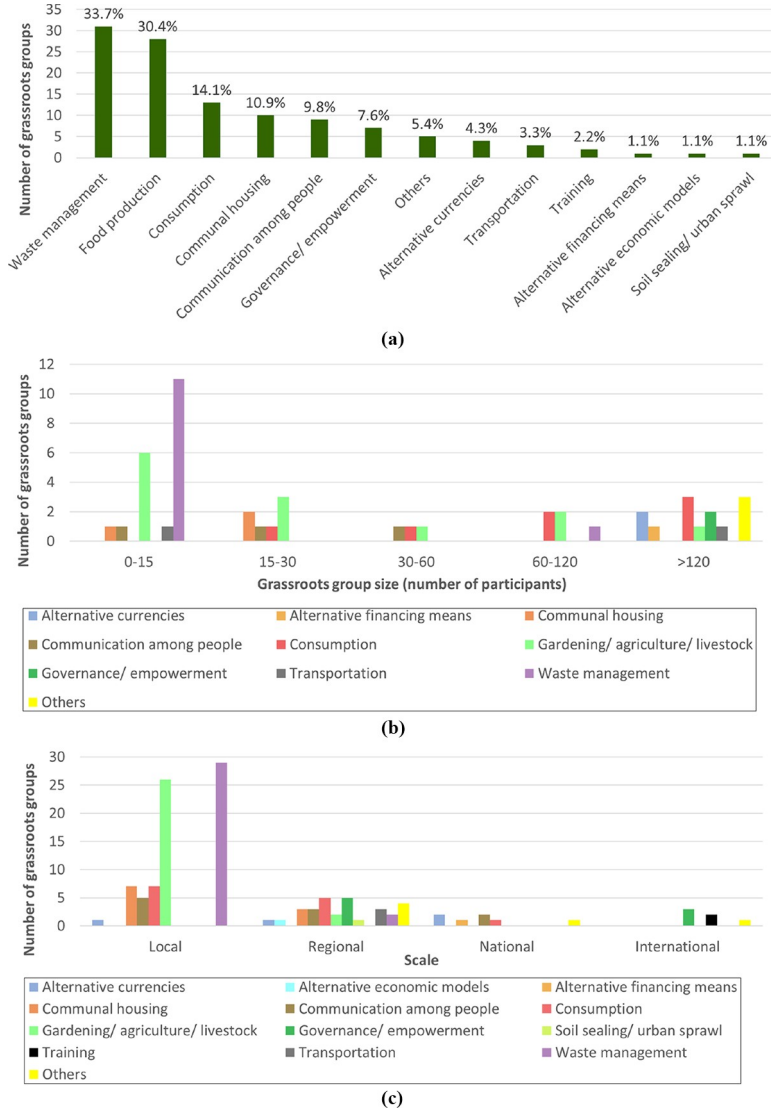 35
30
25
20
15
10
5
0
Number of grassroots groups
33.7%
30.4%
14.1%
10.9%
9.8%
7.6%
5.4%
4.3%
3.3%
2.2%
1.1%
1.1%
1.1%
Waste management
Food production
Consumption
Communal housing
Communication among people
Governance/ empowerment
Others
Alternative currencies
Transportation
Training
Alternative financing means
Alternative economic models
Soil sealing/ urban sprawl
(a)
12
10
8
6
4
2
0
Number of grassroots groups
0-15 15-30 30-60 60-120 >120
Grassroots group size (number of participants)
Alternative currencies Alternative financing means Communal housing
Communication among people Consumption Gardening/ agriculture/ livestock
Governance/ empowerment Transportation Waste management
Others
(b)
30
25
20
15
10
5
0
Number of grassroots groups
Local Regional National International
Scale
Alternative currencies Alternative economic models Alternative financing means
Communal housing Communication among people Consumption
Gardening/ agriculture/ livestock Governance/ empowerment Soil sealing/ urban sprawl
Training Transportation Waste management
Others
(c)